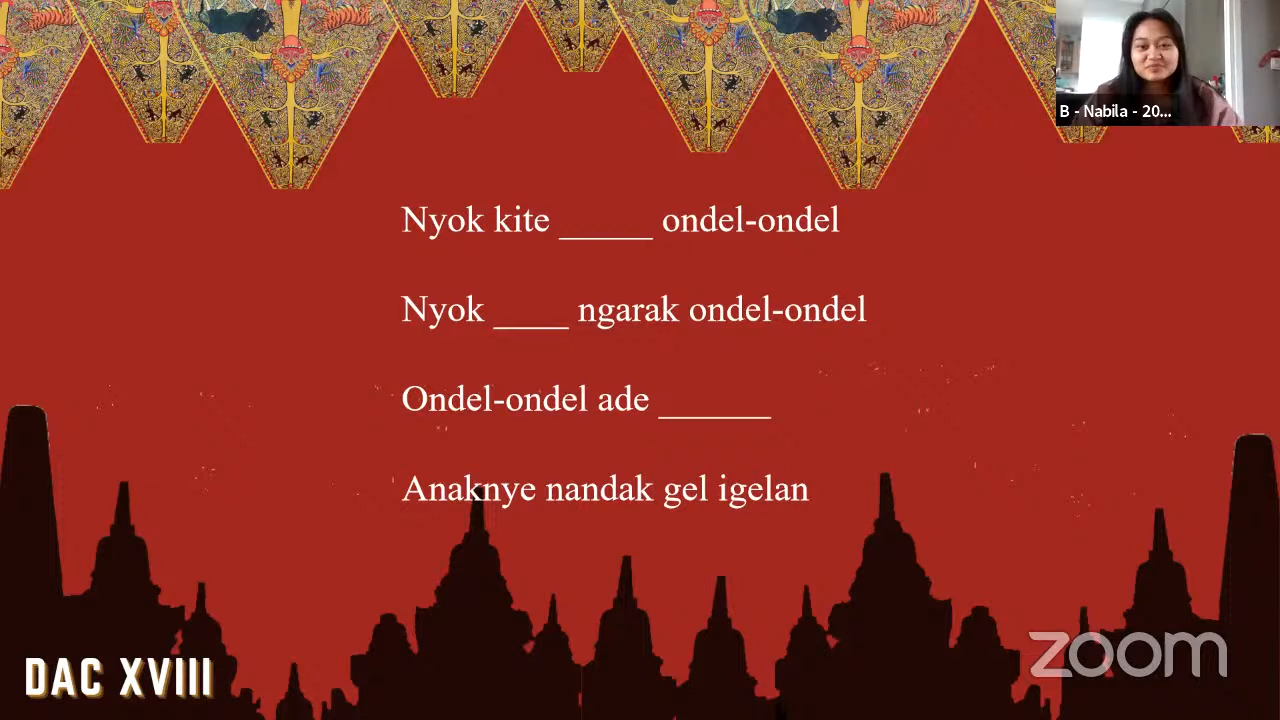 B - Nabila - 20...
Nyok kite _____ ondel-ondel
Nyok ____ ngarak ondel-ondel
Ondel-ondel ade ______
Anaknye nandak gel igelan
DAC XVIII
zoom